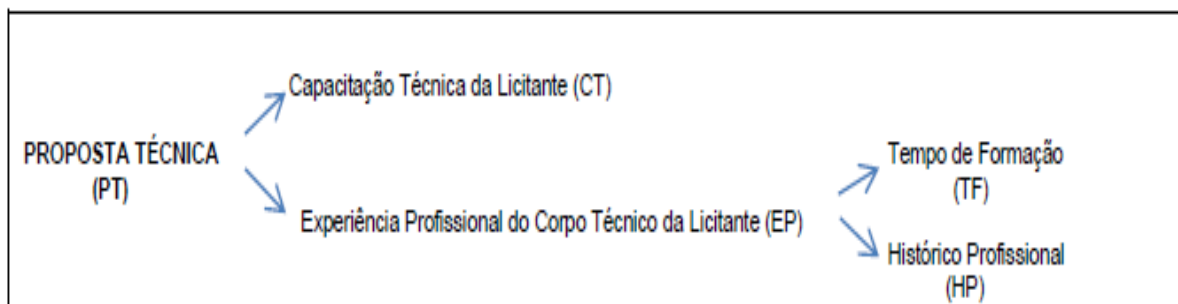 Capacitação Técnica da Licitante (CT)
PROPOSTA TÉCNICA
(PT)
Experiência Profissional do Corpo Técnico da Licitante (EP)
Tempo de Formação
(TF)
Histórico Profissional
(HP)